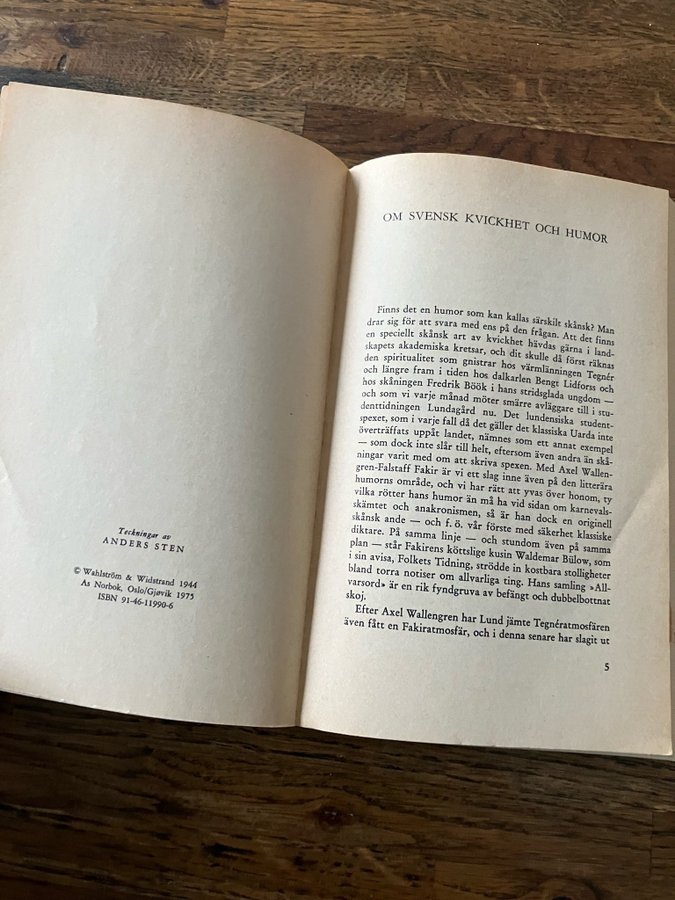 Teckningar av
ANDERS STEN
© Wahlström & Widstrand 1944
As Norbok, Oslo/Gjøvik 1975
ISBN 91-46-11990-6
OM SVENSK KVICKHET OCH HUMOR
Finns det en humor som kan kallas särskilt skånsk? Man
drar sig för att svara med ens på den frågan. Att det finns
en speciellt skånsk art av kvickhet hävdas gärna i land-
skapets akademiska kretsar, och dit skulle då först räknas
den spiritualitet som gnistrar hos värmlänningen Tegnér
och längre fram i tiden hos dalkarlen Bengt Lidforss och
hos skåningen Fredrik Böök i hans stridsglada ungdom —
och som vi varje månad möter smärre avläggare till i stu-
denttidningen Lundagård nu. Det lundensiska student-
spexet, som i varje fall då det gäller det klassiska Uarda inte
överträffats uppåt landet, nämnes som ett annat exempel
— som dock inte slår till helt, eftersom även andra än skå-
ningar varit med om att skriva spexen. Med Axel Wallen-
gren-Falstaff Fakir är vi ett slag inne även på den litterära
humorns område, och vi har rätt att yvas över honom, ty
vilka rötter hans humor än må ha vid sidan om karnevals-
skämtet och anakronismen, så är han dock en originell
skånsk ande — och f. ö. vår förste med säkerhet klassiske
diktare. På samma linje — och stundom även på samma
plan — står Fakirens köttslige kusin Waldemar Bülow, som
i sin avisa, Folkets Tidning, strödde in kostbara stolligheter
bland torra notiser om allvarliga ting. Hans samling »All-
varsord» är en rik fyndgruva av befängt och dubbelbottnat
skoj.
Efter Axel Wallengren har Lund jämte Tegnératmosfären
även fått en Fakiratmosfär, och i denna senare har slagit ut
5